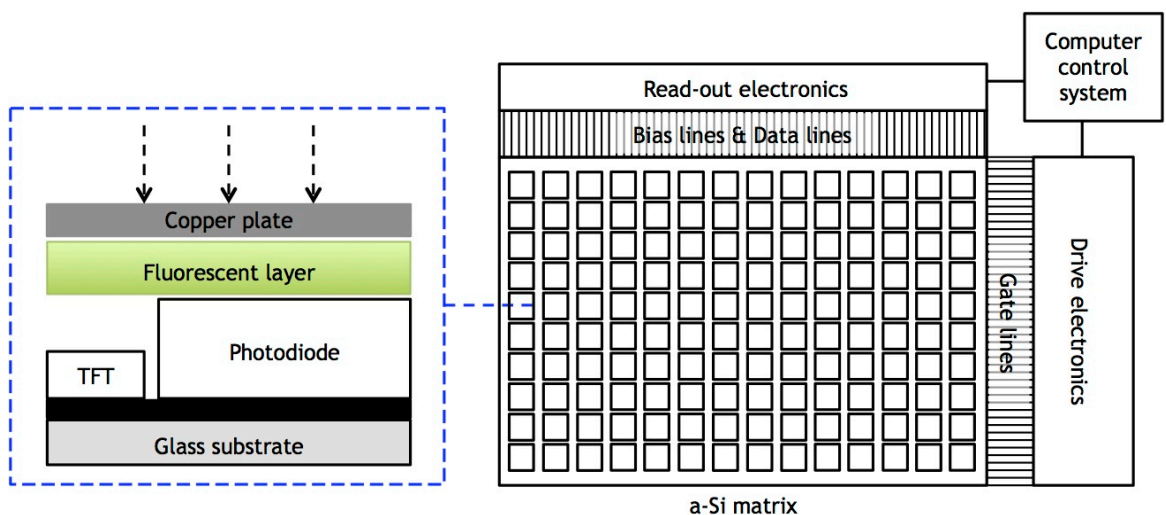 Copper plate
Fluorescent layer
Photodiode
TFT
Glass substrate
Read-out electronics
Bias lines & Data lines
Computer
control
system
Gate lines
Drive electronics
a-Si matrix